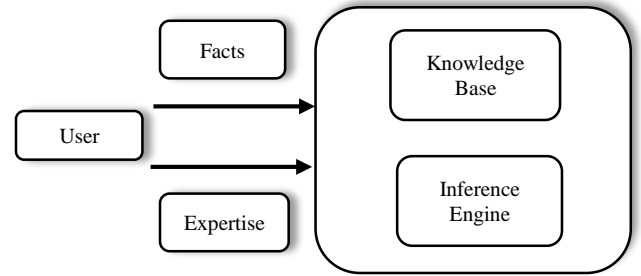 Facts
Knowledge
Base
User
Inference
Engine
Expertise